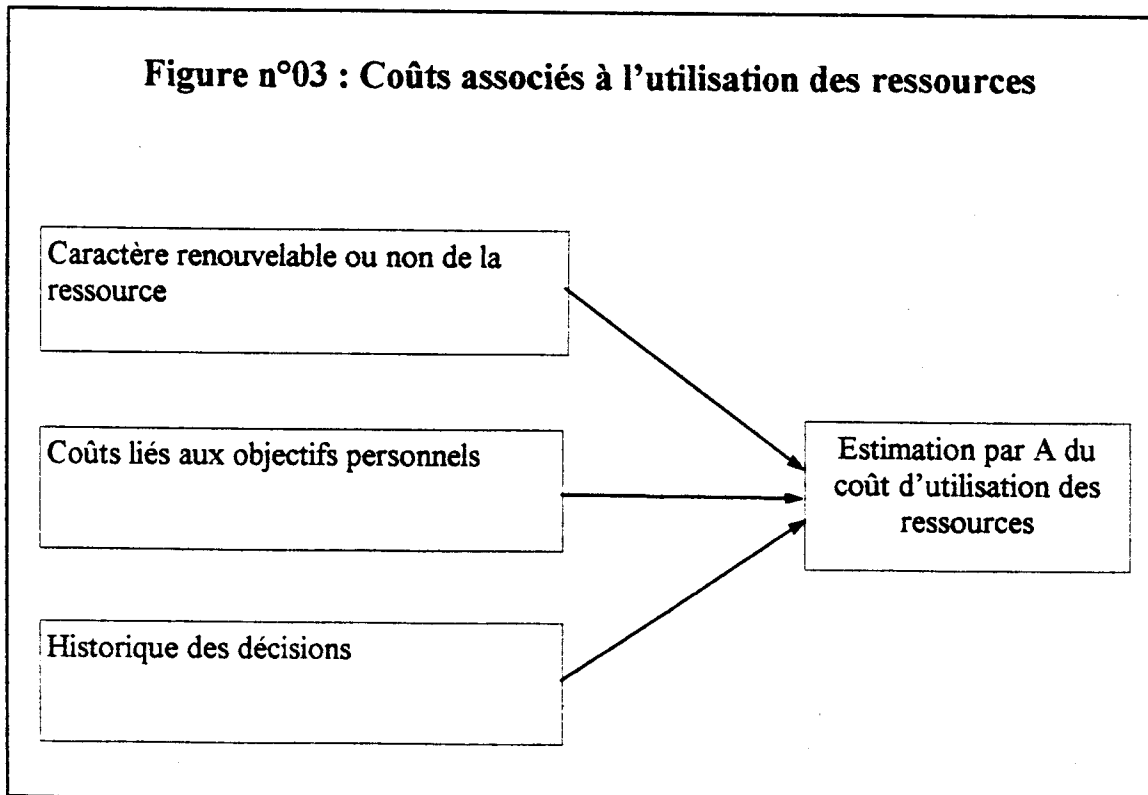 Figure n°03 : Coûts associés à l'utilisation des ressources
Caractère renouvelable ou non de la
ressource
Coûts liés aux objectifs personnels
Estimation par A du
coût d'utilisation des
ressources
Historique des décisions